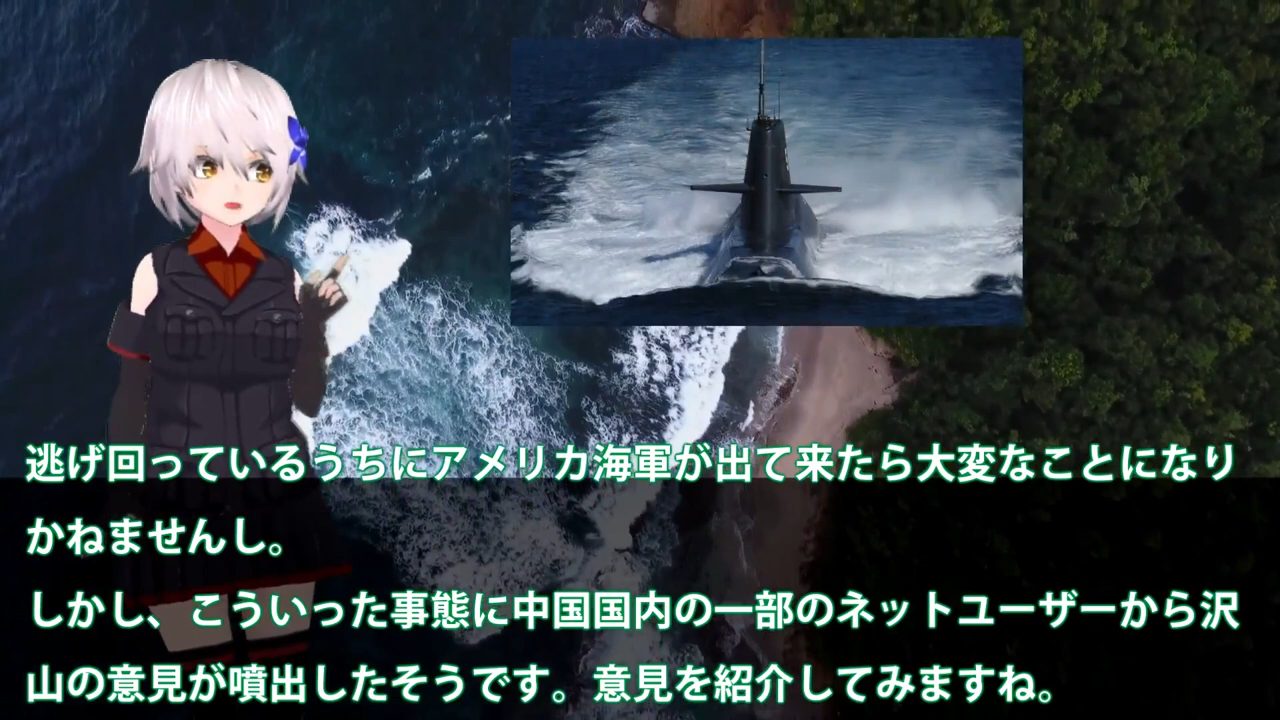 逃げ回っているうちにアメリカ海軍が出て来たら大変なことになり
かねませんし。
しかし、こういった事態に中国国内の一部のネットユーザーから沢
山の意見が噴出したそうです。意見を紹介してみますね。